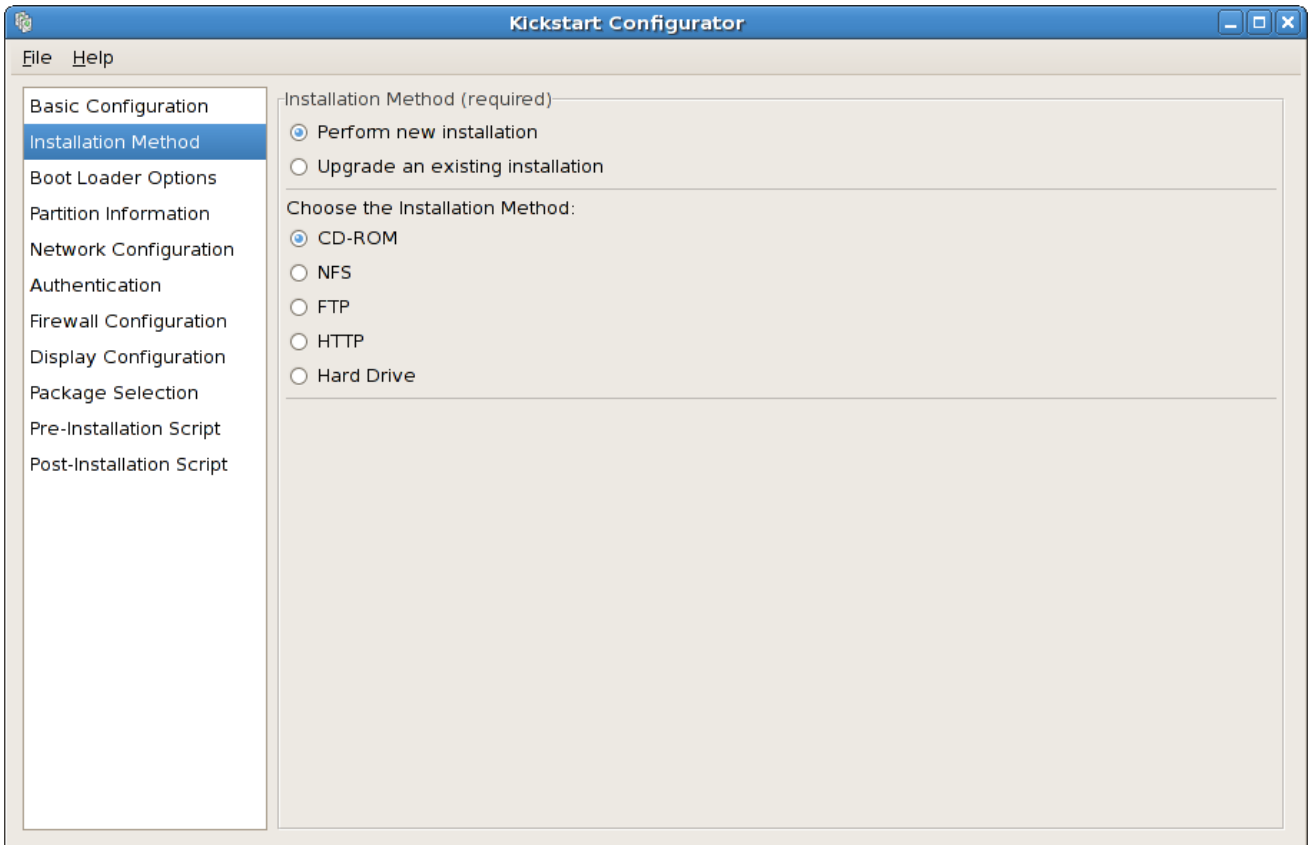 Kickstart Configurator
File Help
Basic Configuration
Installation Method
Boot Loader Options
Partition Information
Network Configuration
Authentication
Firewall Configuration
Display Configuration
Package Selection
Pre-Installation Script
Post-Installation Script
Installation Method (required)
Perform new installation
Upgrade an existing installation
Choose the Installation Method:
CD-ROM
NFS
FTP
HTTP
Hard Drive